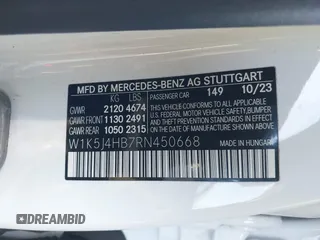 MFD BY MERCEDES-BENZ AG STUTTGART
KG LBS PASSENGER CAR 149 10/23
GVWR 2120 4674 THIS VEHICLE CONFORMS TO ALL APPLICABLE
GAWR FRONT 1130 2491 U.S. FEDERAL MOTOR VEHICLE SAFETY, BUMPER
GAWR REAR 1050 2315 AND THEFT PREVENTION STANDARDS IN EFFECT
ON THE DATE OF MANUFACTURE SHOWN ABOVE.
W1K5J4HB7RN450668
MADE IN HUNGARY
DEALERSHIP.COM